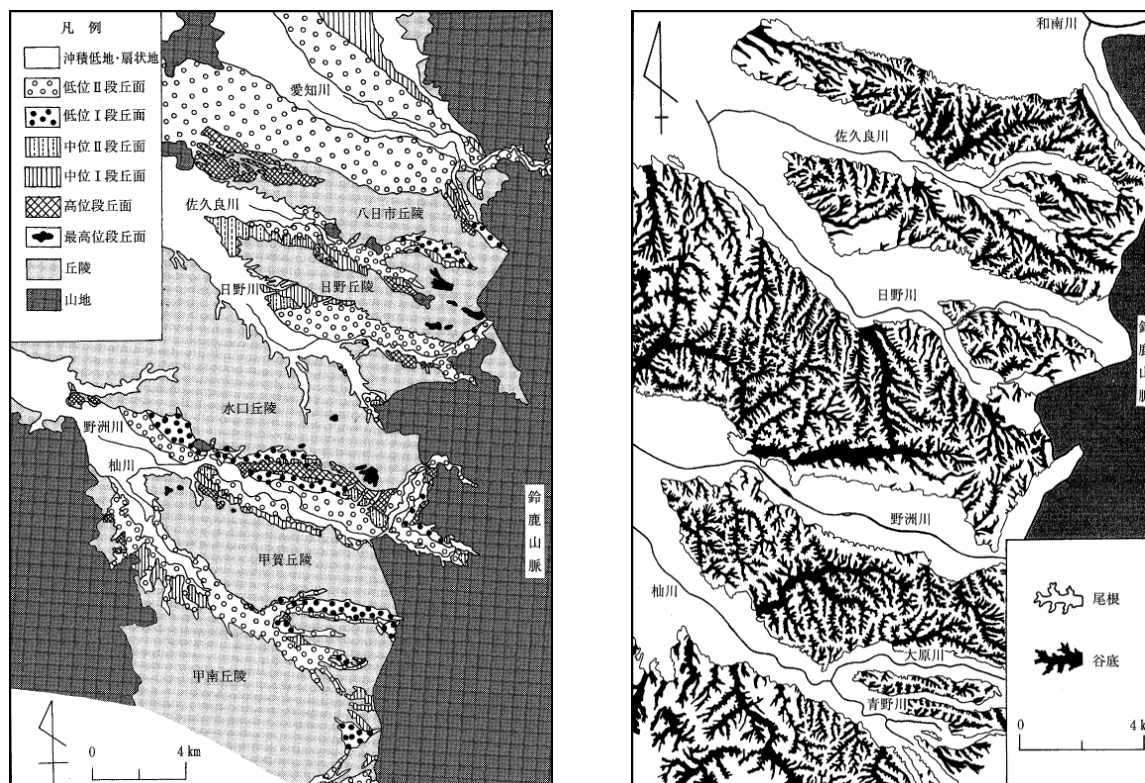 凡 例
沖積低地・扇状地
低位Ⅱ段丘面
低位Ⅰ段丘面
中位Ⅱ段丘面
中位Ⅰ段丘面
高位段丘面
最高位段丘面
丘陵
山地
愛知川
八日市丘陵
佐久良川
日野丘陵
日野川
水口丘陵
野洲川
杣川
鈴鹿山脈
甲賀丘陵
甲南丘陵
0 4 km
和南川
佐久良川
日野川
鈴鹿山脈
野洲川
杣川
大原川
青野川
尾根
谷底
0 4 k